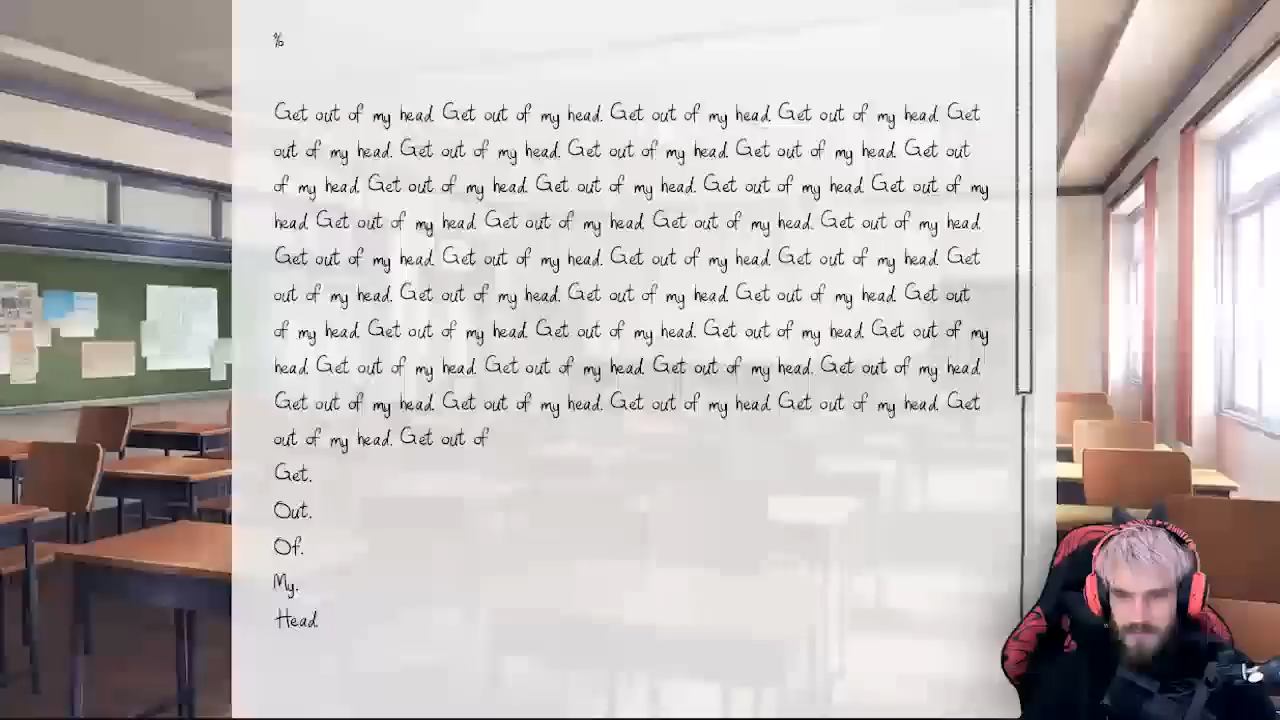 %
Get out of my head. Get out of my head. Get out of my head. Get out of my head. Get
out of my head. Get out of my head. Get out of my head. Get out of my head. Get out
of my head. Get out of my head. Get out of my head. Get out of my head. Get out of my
head. Get out of my head. Get out of my head. Get out of my head. Get out of my head.
Get out of my head. Get out of my head. Get out of my head. Get out of my head. Get
out of my head. Get out of my head. Get out of my head. Get out of my head. Get out
of my head. Get out of my head. Get out of my head. Get out of my head. Get out of my
head. Get out of my head. Get out of my head. Get out of my head. Get out of my head.
Get out of my head. Get out of my head. Get out of my head. Get out of my head. Get
out of my head. Get out of
Get.
Out.
Of.
My.
Head.